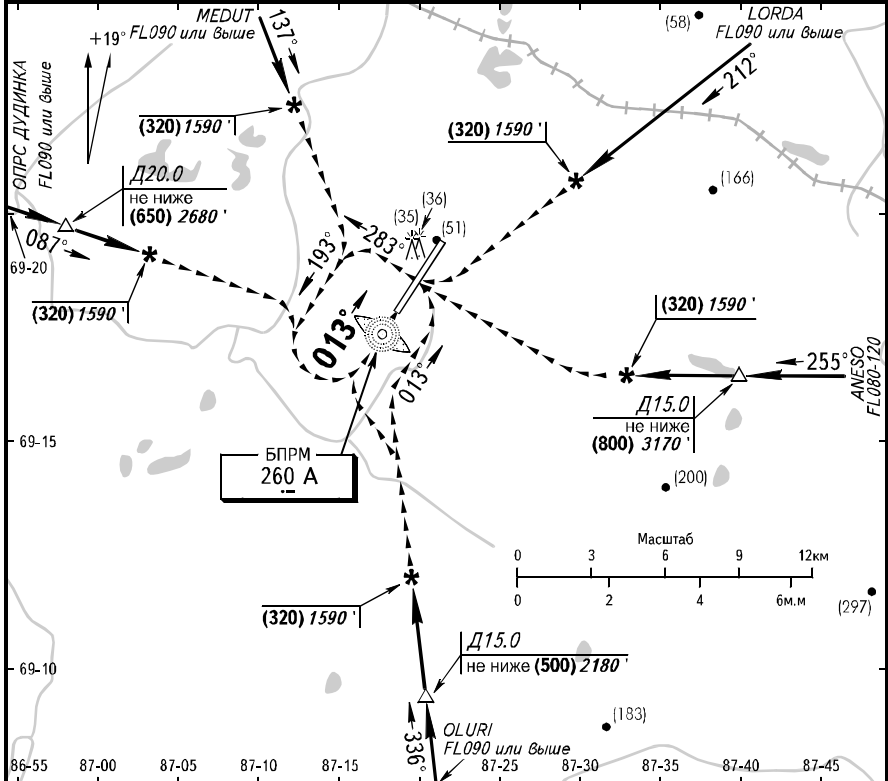 MEDUT
FL090 или выше
137°
(58)
LORDA
FL090 или выше
212°
+19°
ОПРС ДУДИНКА
FL090 или выше
(320) 1590 '
(320) 1590 '
(166)
Д20.0
не ниже
(650) 2680 '
(36)
(35)
(51)
283°
193°
087°
69-20
(320) 1590 '
(320) 1590 '
013°
013°
255°
ANESO
FL080-120
Д15.0
не ниже
(800) 3170 '
69-15
БПРМ
260 А
(200)
Масштаб
0 3 6 9 12км
0 2 4 6м.м
(297)
(320) 1590 '
Д15.0
не ниже (500) 2180 '
69-10
(183)
336°
OLURI
FL090 или выше
86-55 87-00 87-05 87-10 87-15 87-25 87-30 87-35 87-40 87-45